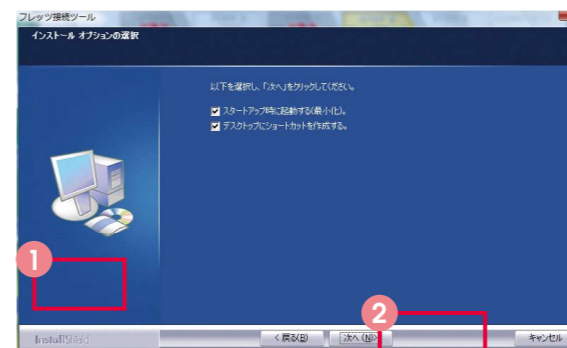 フレッツ接続ツール
インストール オプションの選択
以下を選択し、「次へ」をクリックしてください。
スタートアップ時に起動する(最小化)。
デスクトップにショートカットを作成する。
1
2
InstallShield
< 戻る(B)
次へ(N)>
キャンセル